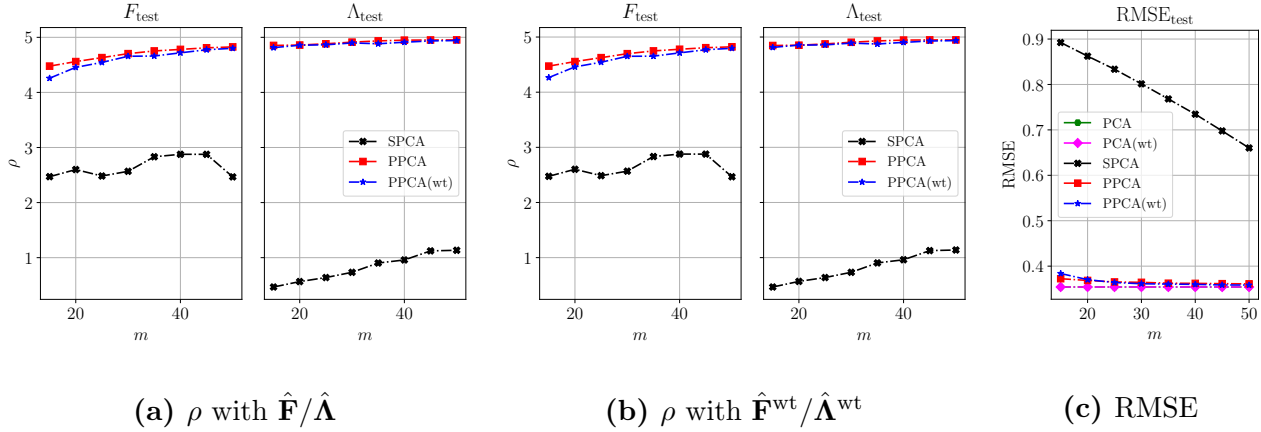 F_test
Λ_test
ρ
5
4
3
2
1
SPCA
PPCA
PPCA(wt)
20
40
20
40
m
m
F_test
Λ_test
ρ
5
4
3
2
1
SPCA
PPCA
PPCA(wt)
20
40
20
40
m
m
RMSE_test
RMSE
0.9
0.8
0.7
0.6
0.5
0.4
PCA
PCA(wt)
SPCA
PPCA
PPCA(wt)
20
30
40
50
m
(a) ρ with F̂/Λ̂
(b) ρ with F̂^wt/Λ̂^wt
(c) RMSE